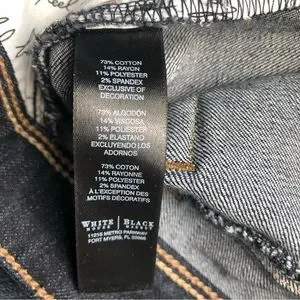 73% COTTON
14% RAYON
11% POLYESTER
2% SPANDEX
EXCLUSIVE OF
DECORATION
73% ALGODÓN
14% VISCOSA
11% POLIESTER
2% ELASTANO
EXCLUYENDO LOS
ADORNOS
73% COTON
14% RAYONNE
11% POLYESTER
2% SPANDEX
À L'EXCEPTION DES
MOTIFS DÉCORATIFS
WHITE BLACK
HOUSE MARKET
11215 METRO PARKWAY
FORT MYERS, FL 33966